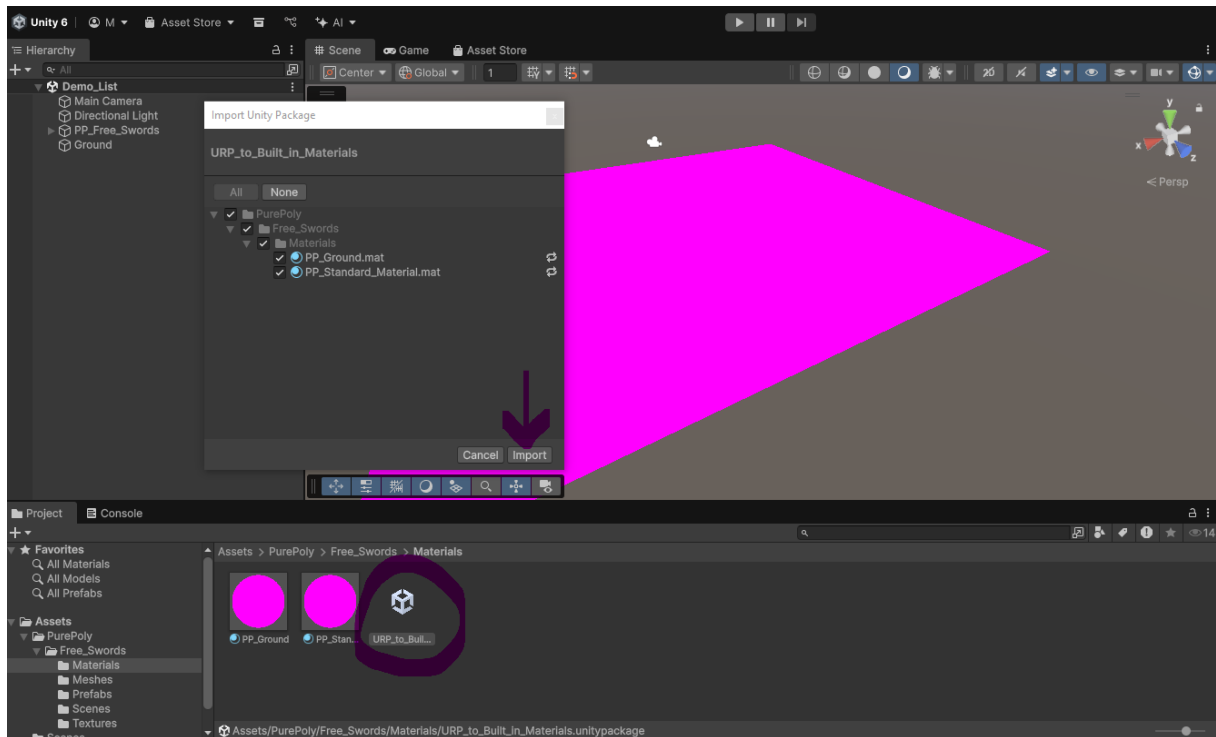 Unity 6 M Asset Store AI
Hierarchy
Scene Game Asset Store
All
Center Global 1 2D
Demo_List
Main Camera
Directional Light
PP_Free_Swords
Ground
Import Unity Package
URP_to_Built_in_Materials
All None
PurePoly
Free_Swords
Materials
PP_Ground.mat
PP_Standard_Material.mat
Cancel Import
y
x
z
< Persp
Project Console
14
Favorites
All Materials
All Models
All Prefabs
Assets
PurePoly
Free_Swords
Materials
Meshes
Prefabs
Scenes
Textures
Scenes
Assets > PurePoly > Free_Swords > Materials
PP_Ground PP_Stan... URP_to_Buil...
Assets/PurePoly/Free_Swords/Materials/URP_to_Built_in_Materials.unitypackage